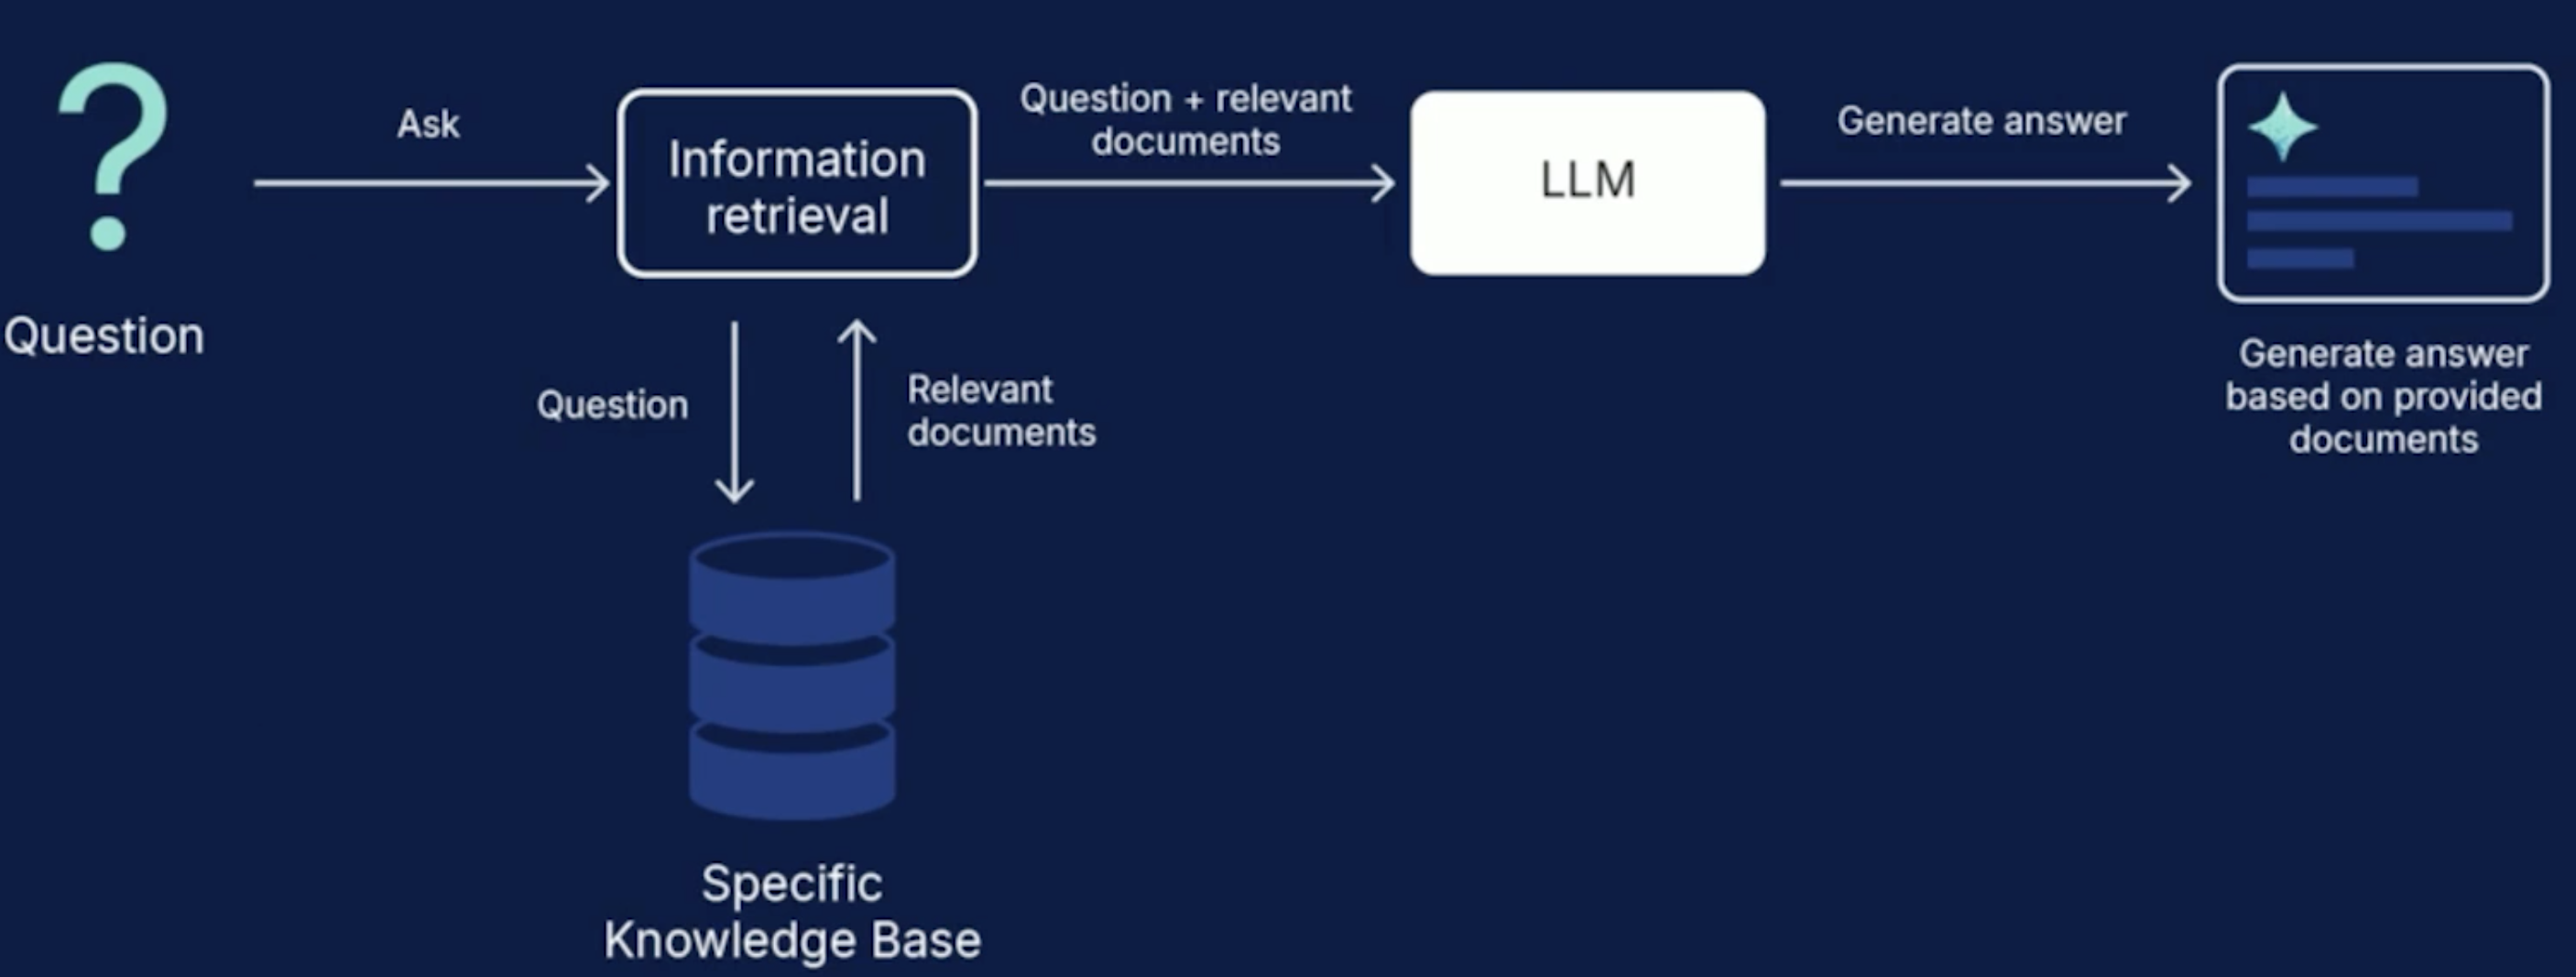 Question
Ask
Information
retrieval
Question + relevant
documents
LLM
Generate answer
Generate answer
based on provided
documents
Question
Relevant
documents
Specific
Knowledge Base